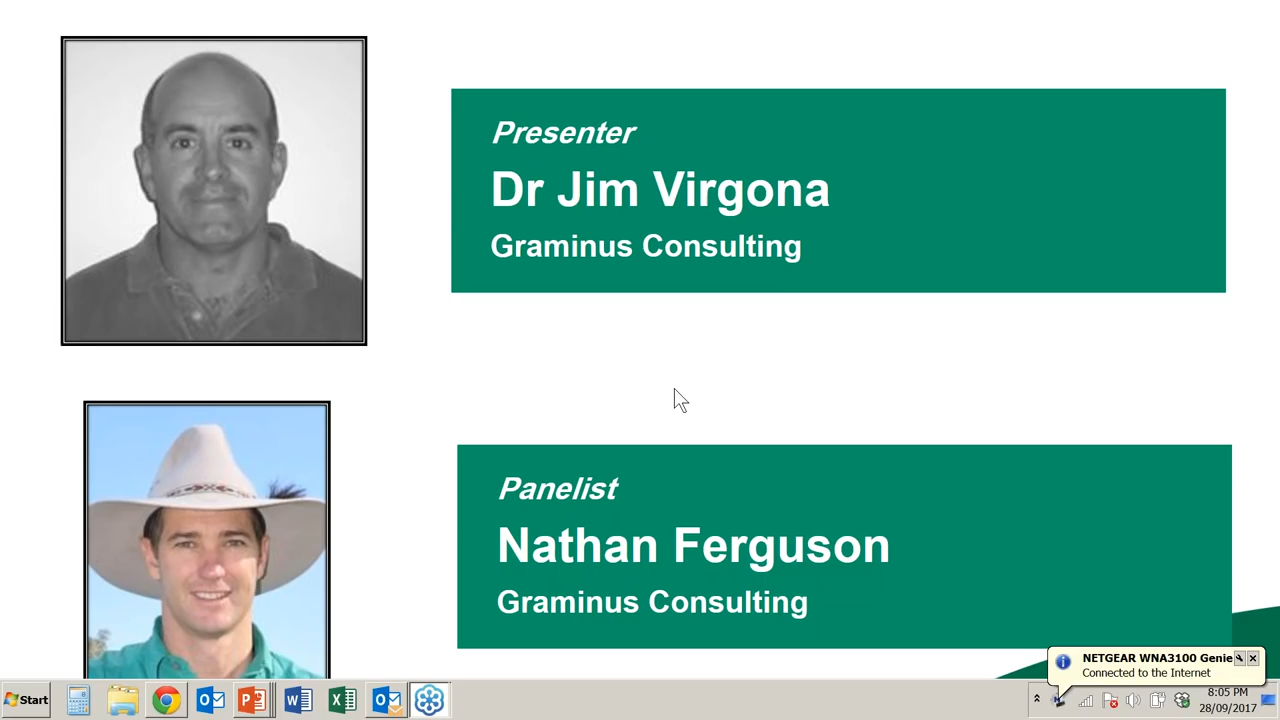 Presenter
Dr Jim Virgona
Graminus Consulting
Panelist
Nathan Ferguson
Graminus Consulting
NETGEAR WNA3100 Genie
Connected to the Internet
Start
8:05 PM
28/09/2017